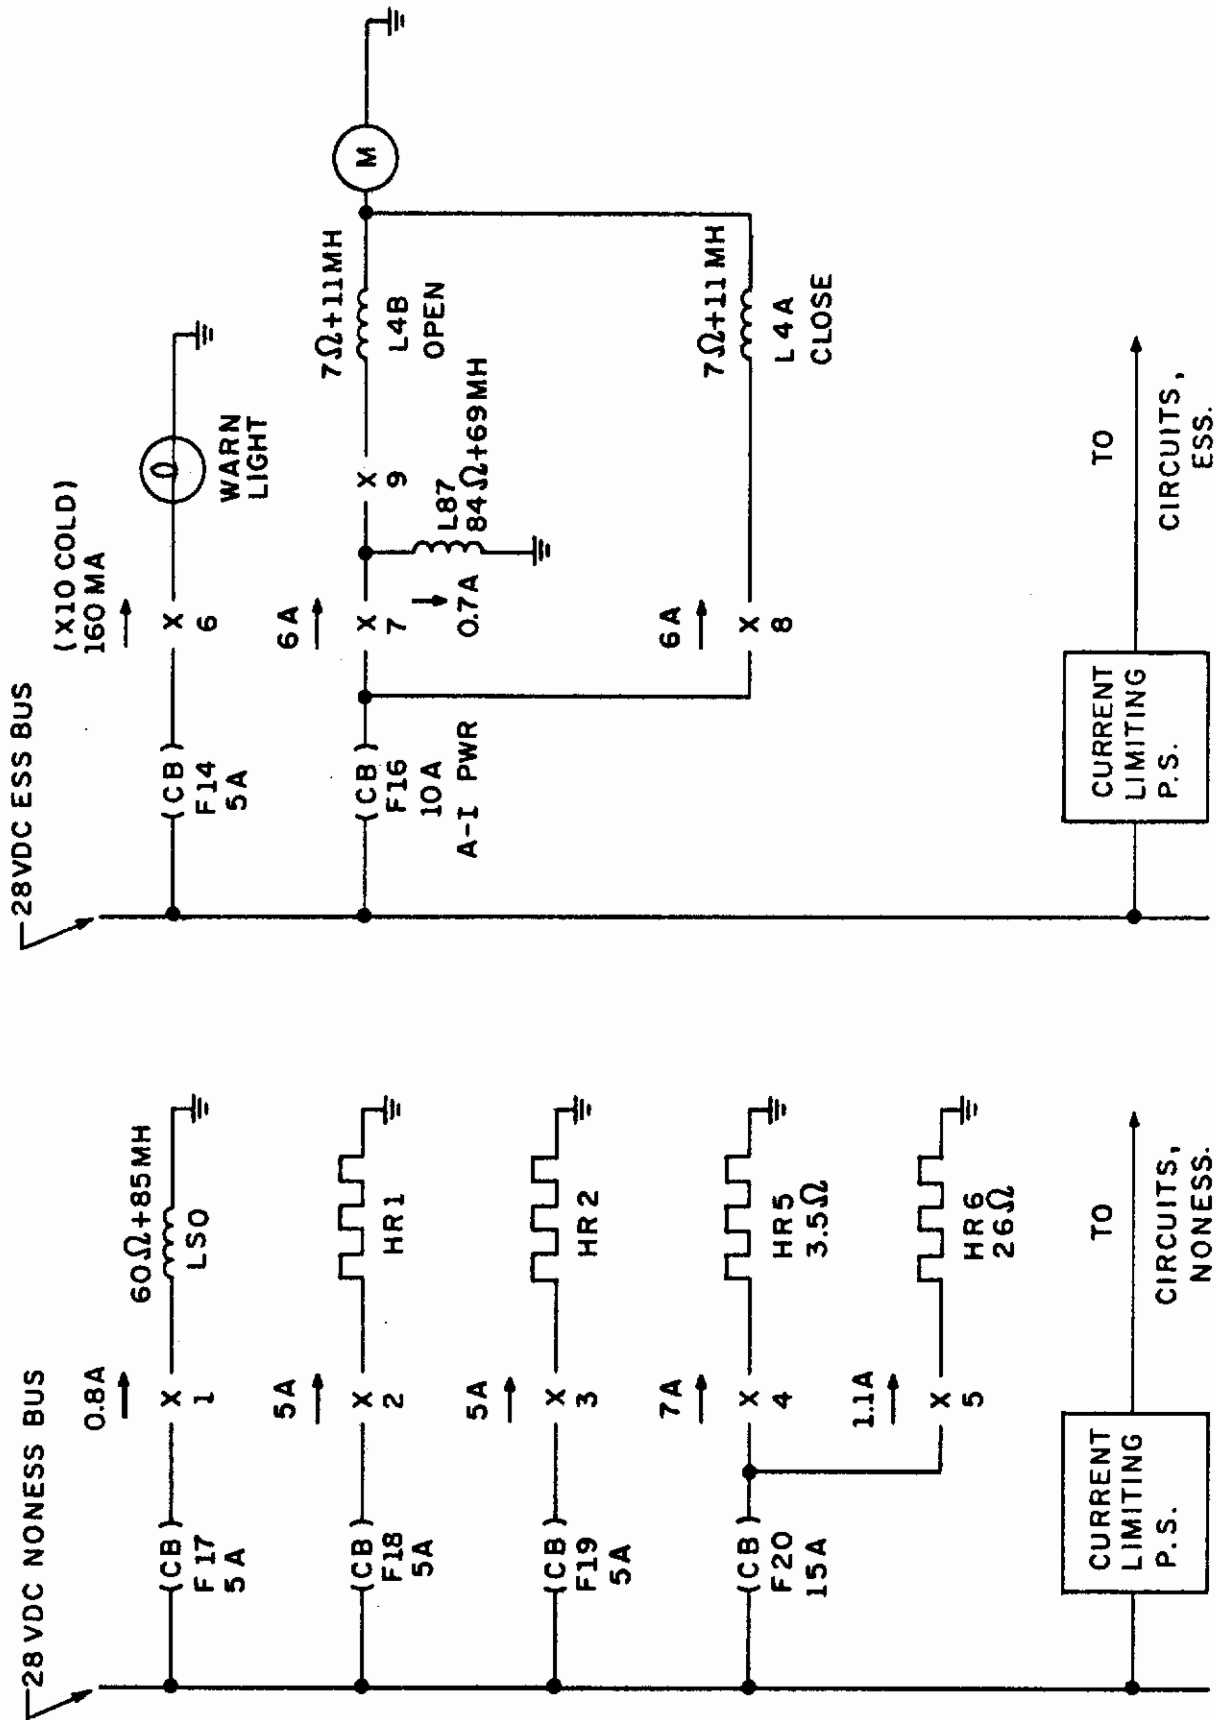 28 VDC NONESS BUS
(CB)
F17
5A
0.8A
X
1
60Ω+85MH
LSO
(CB)
F18
5A
5A
X
2
HR1
(CB)
F19
5A
5A
X
3
HR2
(CB)
F20
15A
7A
X
4
HR5
3.5Ω
1.1A
X
5
HR6
26Ω
CURRENT
LIMITING
P.S.
TO
CIRCUITS,
NONESS.
28VDC ESS BUS
(CB)
F14
5A
(X10 COLD)
160MA
X
6
WARN
LIGHT
(CB)
F16
10A
A-I PWR
6A
X
7
0.7A
L87
84Ω+69MH
X
9
7Ω+11MH
L4B
OPEN
M
6A
X
8
7Ω+11MH
L4A
CLOSE
CURRENT
LIMITING
P.S.
TO
CIRCUITS,
ESS.